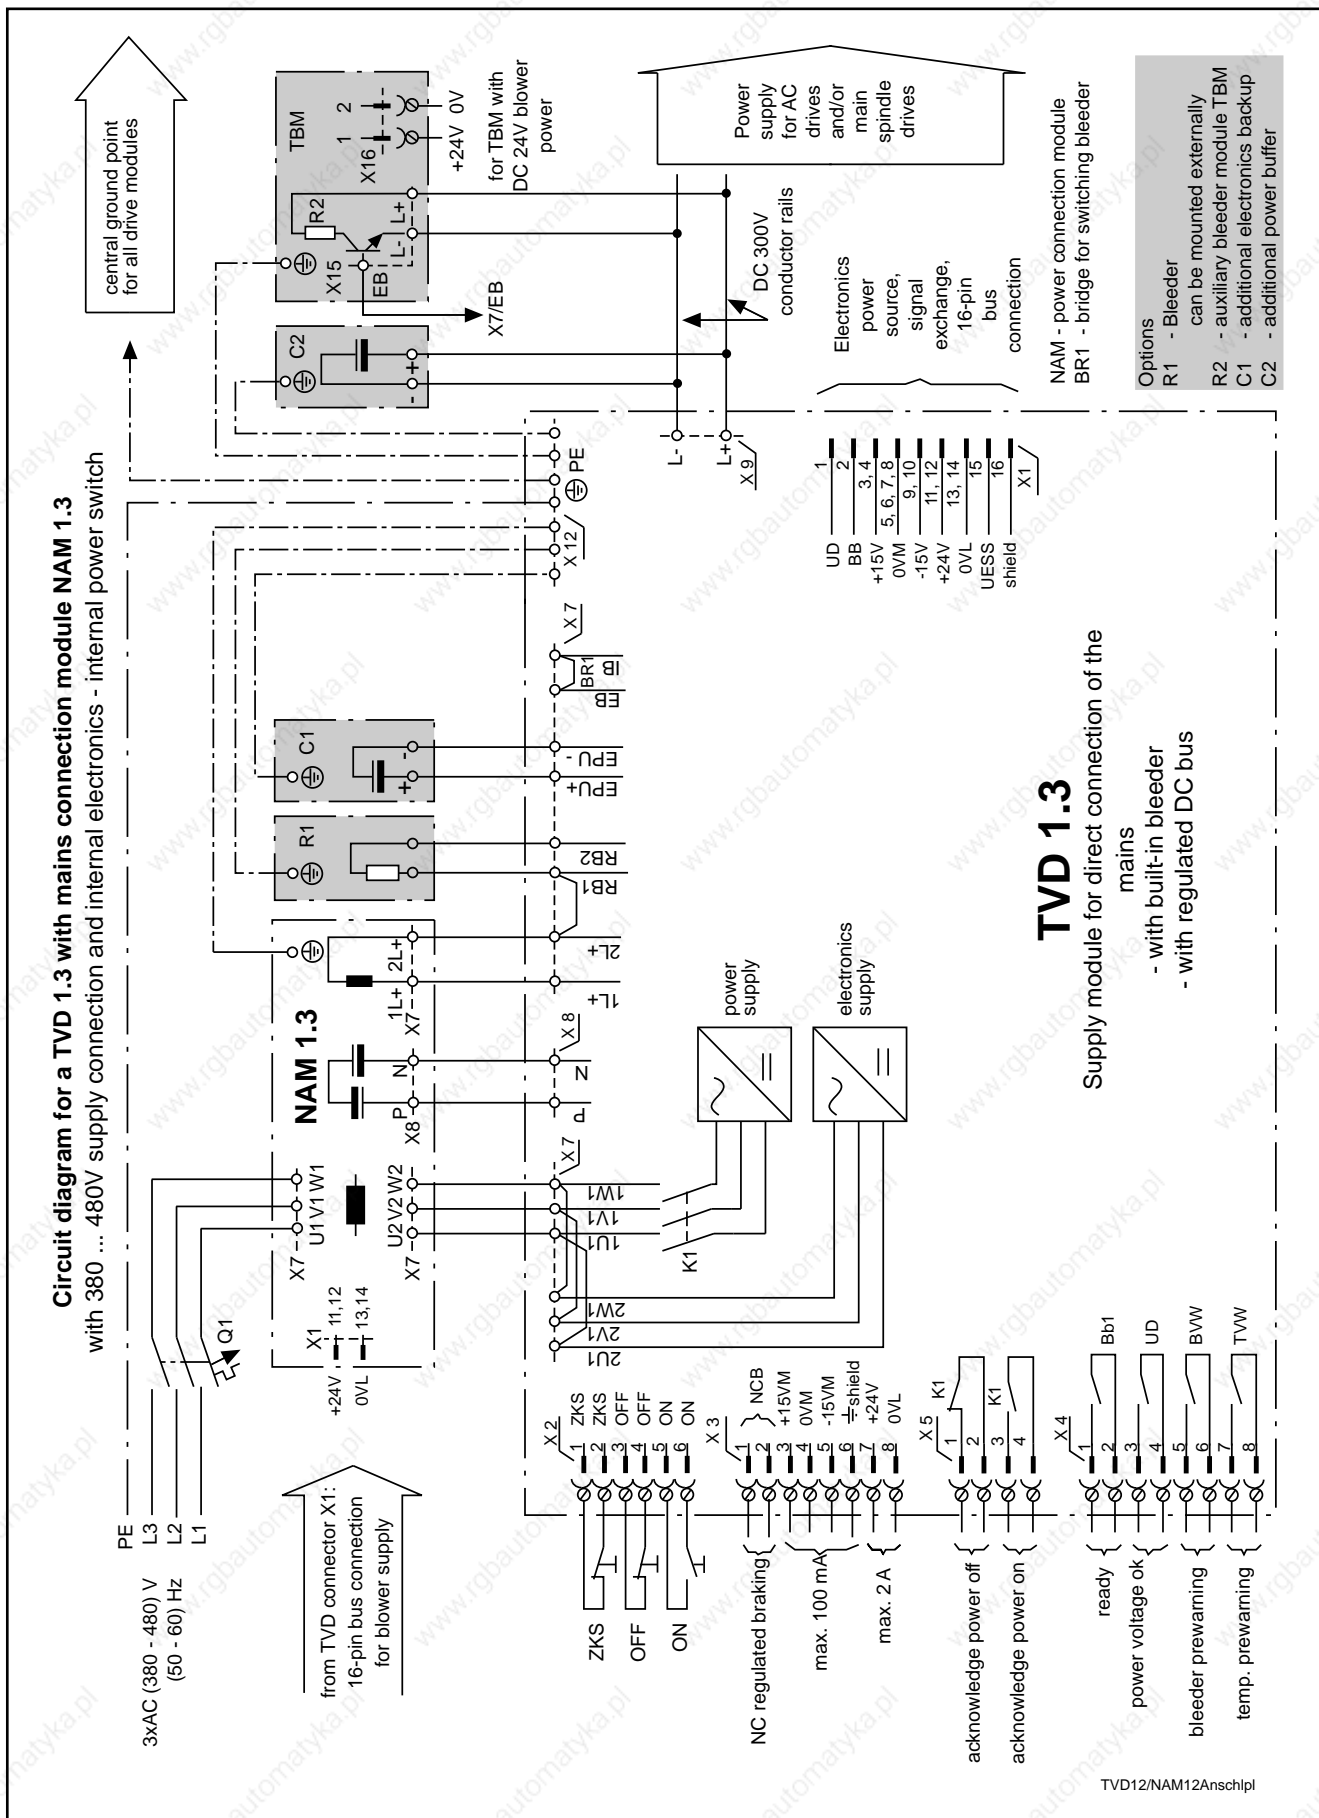 Circuit diagram for a TVD 1.3 with mains connection module NAM 1.3
with 380 ... 480V supply connection and internal electronics - internal power switch
3xAC (380 - 480) V
(50 - 60) Hz
PE
L3
L2
L1
Q1
central ground point
for all drive modules
from TVD connector X1:
16-pin bus connection
for blower supply
X1
+24V
11,12
0VL
13,14
X7
U1 V1 W1
X7
U2 V2 W2
NAM 1.3
X8
P
N
X7
1L+
2L+
R1
C1
+
-
C2
-
+
TBM
R2
X15
EB
L-
L+
X16
1
2
+24V
0V
for TBM with
DC 24V blower
power
X7/EB
Power
supply
for AC
drives
and/or
main
spindle
drives
DC 300V
conductor rails
2U1
2V1
2W1
1U1
1V1
1W1
X 7
P
N
X 8
1L+
2L+
RB1
RB2
EPU+
EPU -
EB
BR1
IB
X 7
X 12
PE
L-
L+
X 9
K1
power
supply
electronics
supply
TVD 1.3
Supply module for direct connection of the
mains
- with built-in bleeder
- with regulated DC bus
UD
1
BB
2
+15V
3, 4
0VM
5, 6, 7, 8
-15V
9, 10
+24V
11, 12
0VL
13, 14
UESS
15
shield
16
X1
Electronics
power
source,
signal
exchange,
16-pin
bus
connection
NAM - power connection module
BR1 - bridge for switching bleeder
Options
R1 - Bleeder
can be mounted externally
R2 - auxiliary bleeder module TBM
C1 - additional electronics backup
C2 - additional power buffer
X 2
1 ZKS
2 ZKS
3 OFF
4 OFF
5 ON
6 ON
ZKS
OFF
ON
X 3
1
2
NCB
3 +15VM
4 0VM
5 -15VM
6 shield
7 +24V
8 0VL
NC regulated braking
max. 100 mA
max. 2 A
X 5
1
2
3
4
K1
K1
acknowledge power off
acknowledge power on
X 4
1
2
3
4
5
6
7
8
Bb1
UD
BVW
TVW
ready
power voltage ok
bleeder prewarning
temp. prewarning
TVD12/NAM12Anschlpl
www.rgbautomatyka.pl